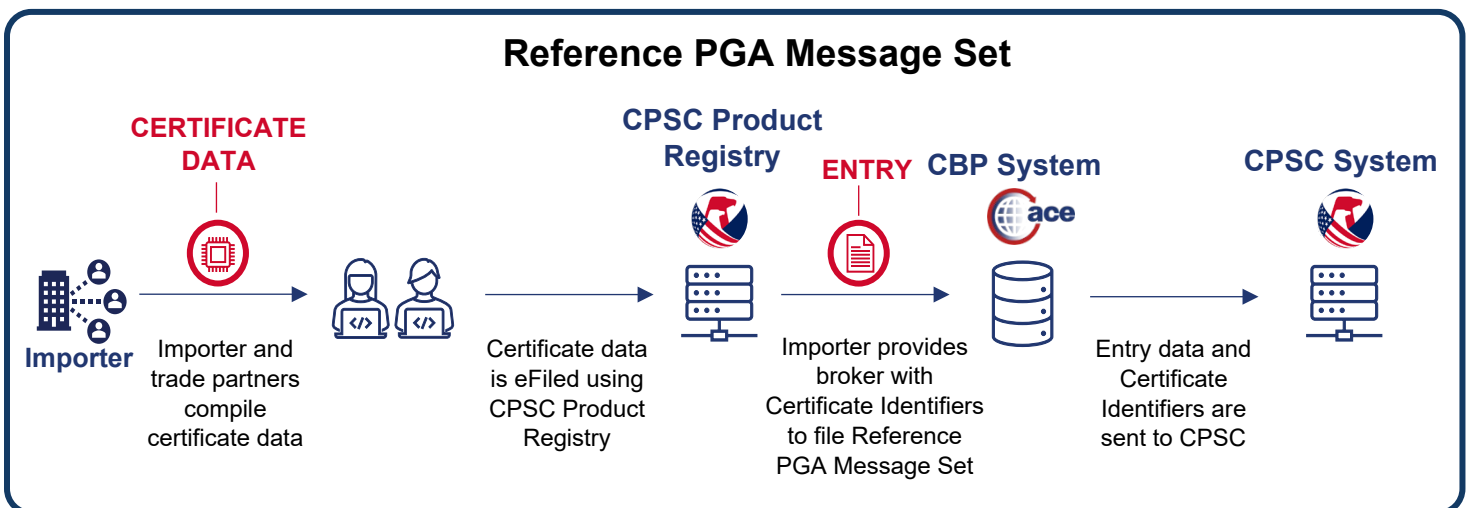 Reference PGA Message Set
CERTIFICATE
DATA
CPSC Product
Registry
ENTRY
CBP System
CPSC System
ace
</>
</>
Importer
Importer and
trade partners
compile
certificate data
Certificate data
is eFiled using
CPSC Product
Registry
Importer provides
broker with
Certificate Identifiers
to file Reference
PGA Message Set
Entry data and
Certificate
Identifiers are
sent to CPSC